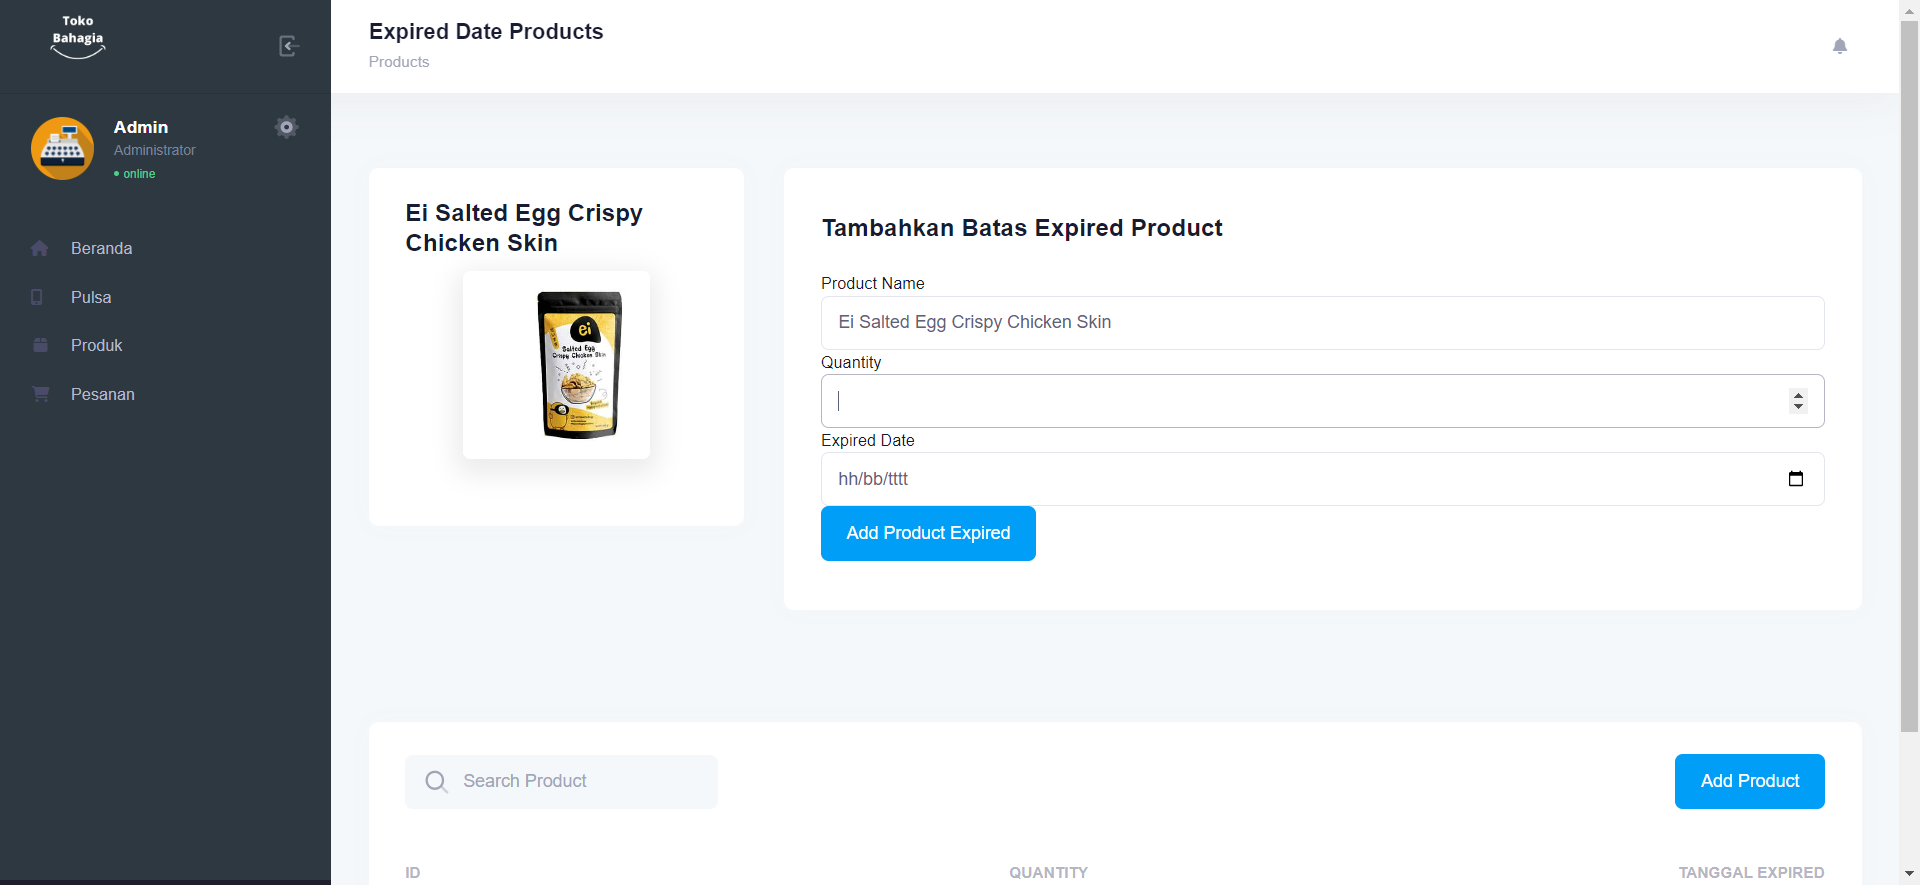 Toko
Bahagia
Admin
Administrator
online
Beranda
Pulsa
Produk
Pesanan
Expired Date Products
Products
Ei Salted Egg Crispy
Chicken Skin
ei
Salted Egg
Crispy Chicken Skin
Tambahkan Batas Expired Product
Product Name
Ei Salted Egg Crispy Chicken Skin
Quantity
Expired Date
hh/bb/tttt
Add Product Expired
Search Product
Add Product
ID
QUANTITY
TANGGAL EXPIRED